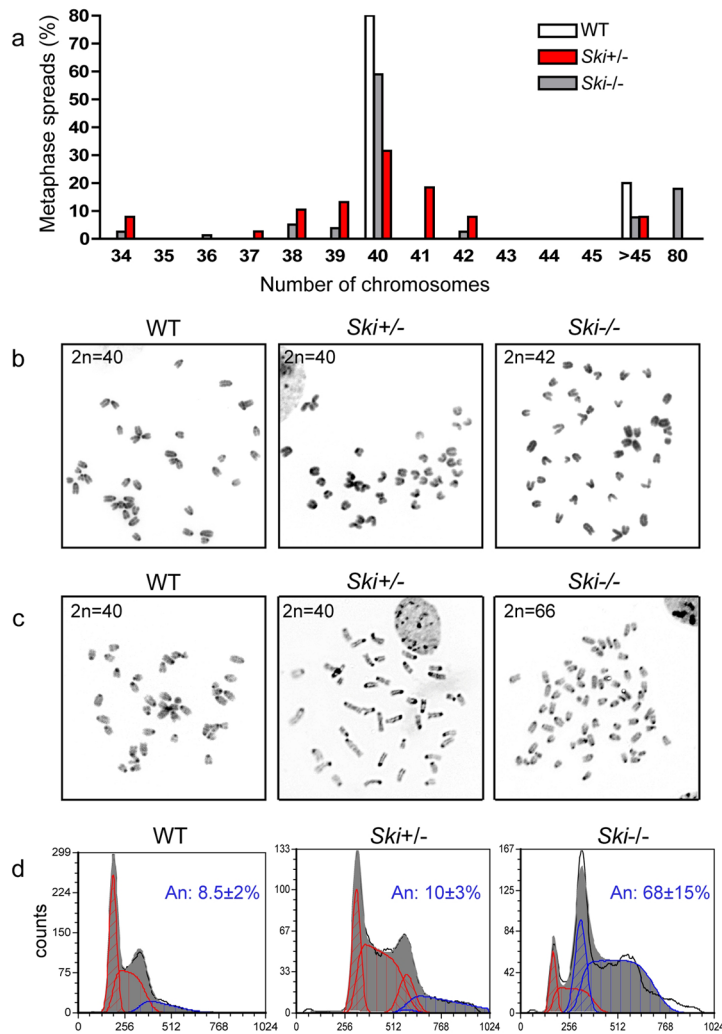 a
Metaphase spreads (%)
80
70
60
50
40
30
20
10
0
WT
Ski+/-
Ski-/-
34 35 36 37 38 39 40 41 42 43 44 45 >45 80
Number of chromosomes
b
WT Ski+/- Ski-/-
2n=40 2n=40 2n=42
c
WT Ski+/- Ski-/-
2n=40 2n=40 2n=66
d
WT Ski+/- Ski-/-
counts
299
224
150
75
0
An: 8.5±2%
0 256 512 1024
133
100
67
33
0
An: 10±3%
0 256 512 768 1024
167
125
84
42
0
An: 68±15%
0 256 512 768 1024